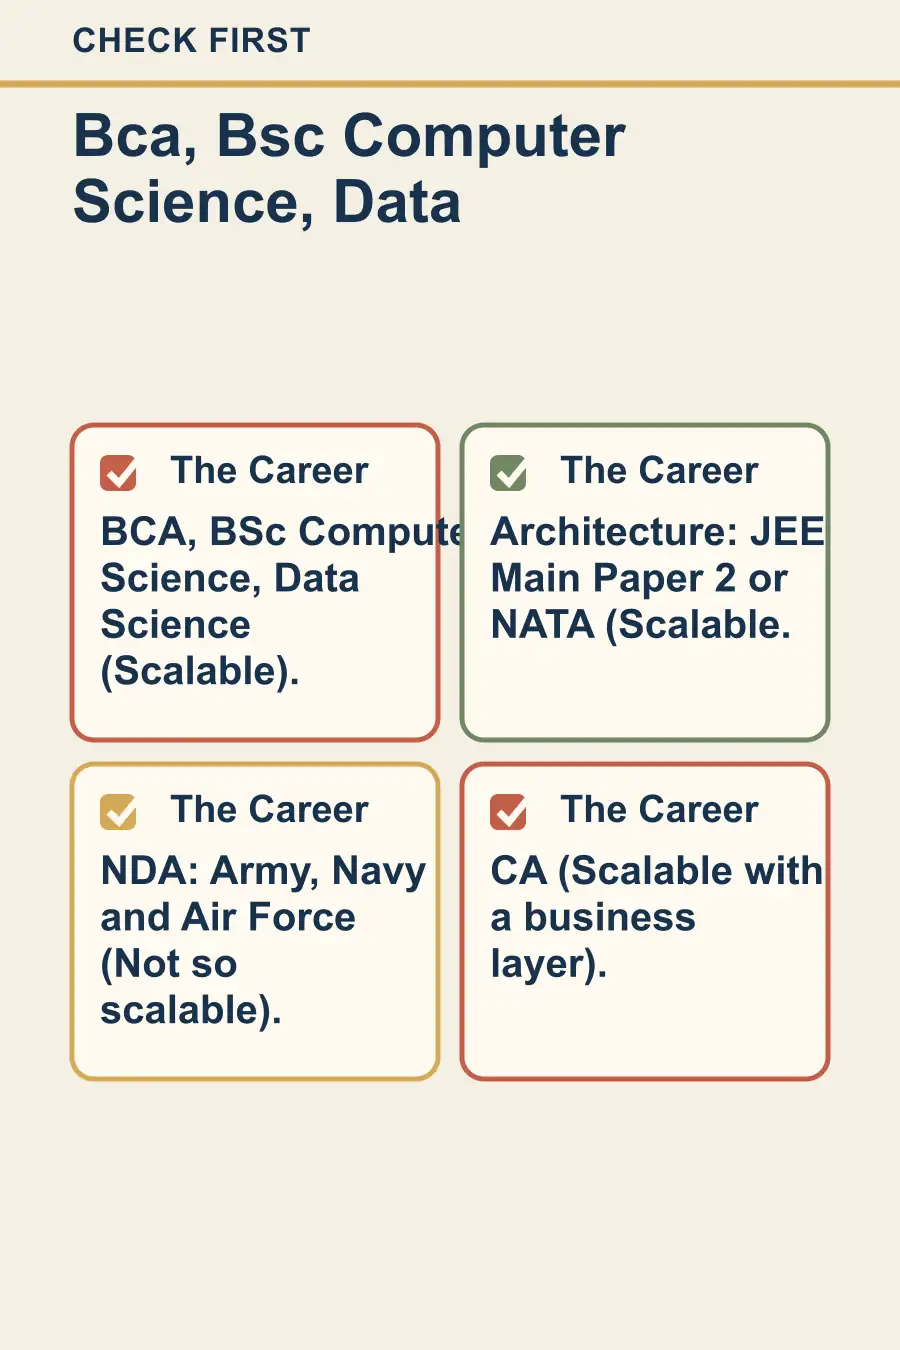 CHECK FIRST
Bca, Bsc Computer
Science, Data
The Career
BCA, BSc Compute
Science, Data
Science
(Scalable).
The Career
Architecture: JEE
Main Paper 2 or
NATA (Scalable.
The Career
NDA: Army, Navy
and Air Force
(Not so
scalable).
The Career
CA (Scalable with
a business
layer).